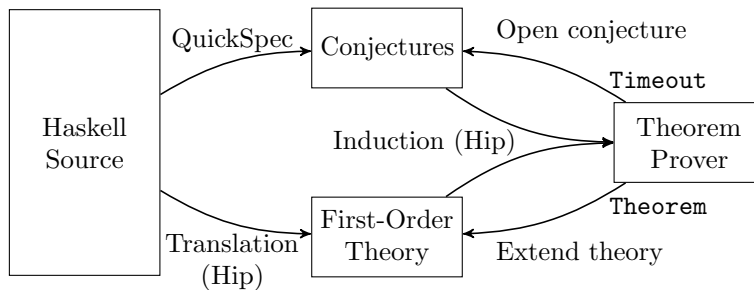 QuickSpec
Conjectures
Open conjecture
Timeout
Haskell
Source
Induction (Hip)
Theorem
Prover
First-Order
Theory
Theorem
Translation
(Hip)
Extend theory